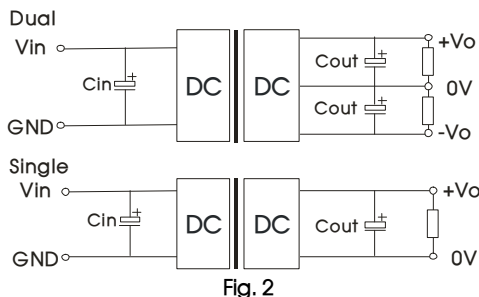 Dual
Vin
Cin
+
GND
DC
DC
Cout
+
Cout
+
+Vo
0V
-Vo
Single
Vin
Cin
+
GND
DC
DC
Cout
+
+Vo
0V
Fig. 2